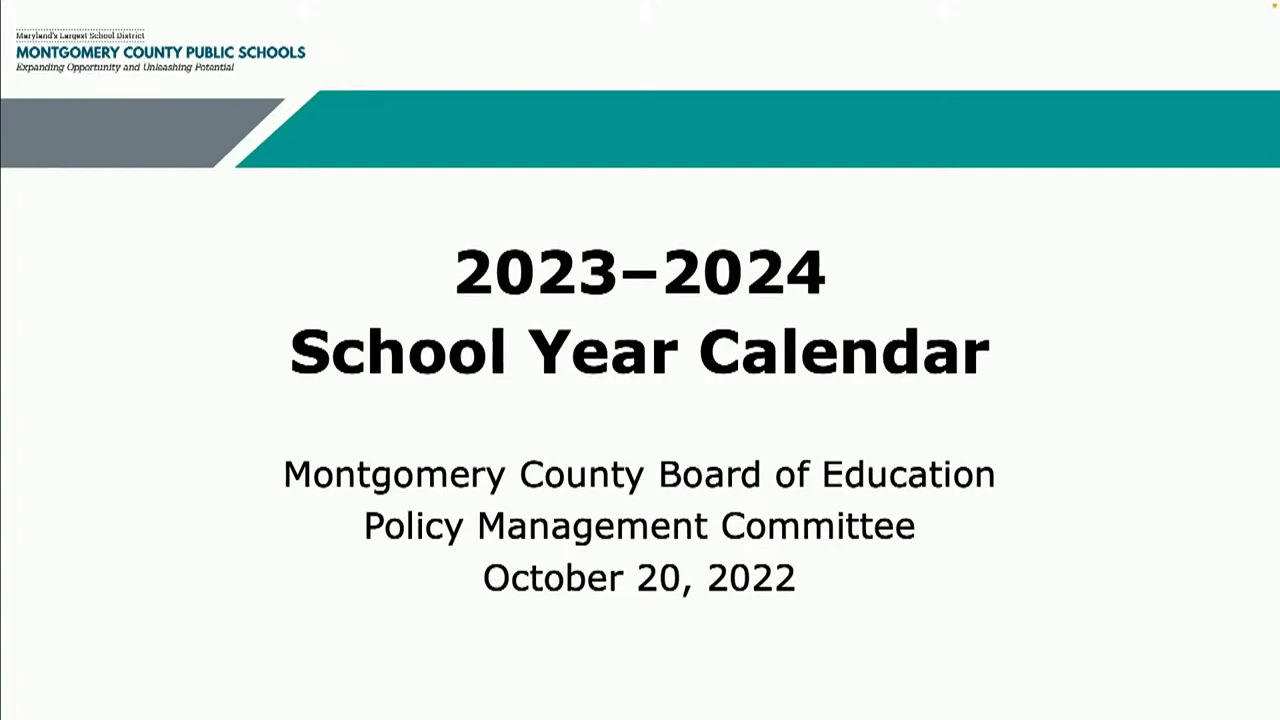 Maryland's Largest School District
MONTGOMERY COUNTY PUBLIC SCHOOLS
Expanding Opportunity and Unleashing Potential
2023–2024
School Year Calendar
Montgomery County Board of Education
Policy Management Committee
October 20, 2022